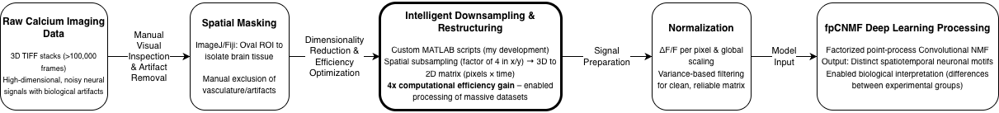 Raw Calcium Imaging
Data
3D TIFF stacks (>100,000
frames)
High-dimensional, noisy neural
signals with biological artifacts
Manual
Visual
Inspection
& Artifact
Removal
Spatial Masking
ImageJ/Fiji: Oval ROI to
isolate brain tissue
Manual exclusion of
vasculature/artifacts
Dimensionality
Reduction &
Efficiency
Optimization
Intelligent Downsampling &
Restructuring
Custom MATLAB scripts (my development)
Spatial subsampling (factor of 4 in x/y) → 3D to
2D matrix (pixels × time)
4x computational efficiency gain – enabled
processing of massive datasets
Signal
Preparation
Normalization
ΔF/F per pixel & global
scaling
Variance-based filtering
for clean, reliable matrix
Model
Input
fpCNMF Deep Learning Processing
Factorized point-process Convolutional NMF
Output: Distinct spatiotemporal neuronal motifs
Enabled biological interpretation (differences
between experimental groups)